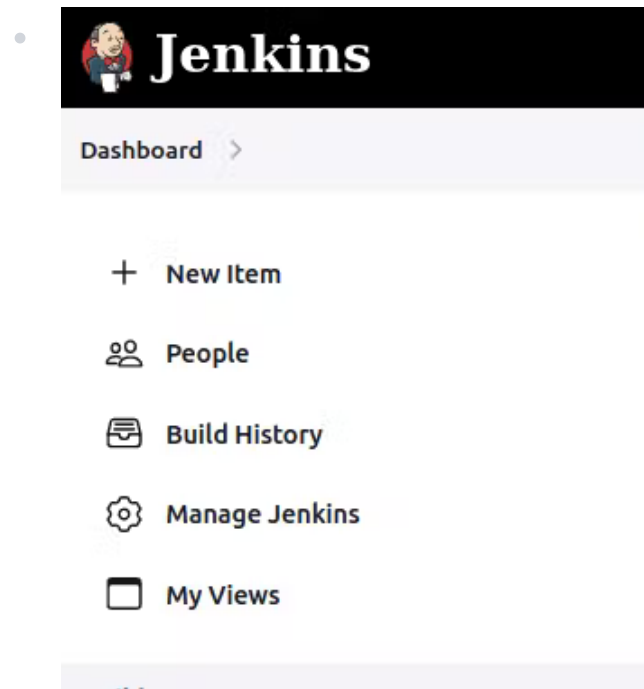 Jenkins
Dashboard
New Item
People
Build History
Manage Jenkins
My Views